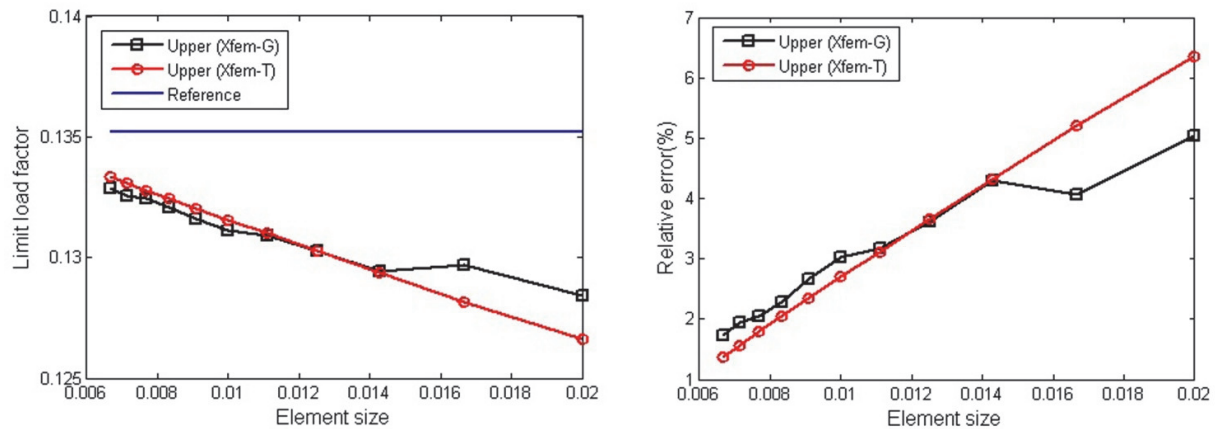 0.14
0.135
0.13
0.125
Limit load factor
Upper (Xfem-G)
Upper (Xfem-T)
Reference
0.006 0.008 0.01 0.012 0.014 0.016 0.018 0.02
Element size
7
6
5
4
3
2
1
Relative error(%)
Upper (Xfem-G)
Upper (Xfem-T)
0.006 0.008 0.01 0.012 0.014 0.016 0.018 0.02
Element size